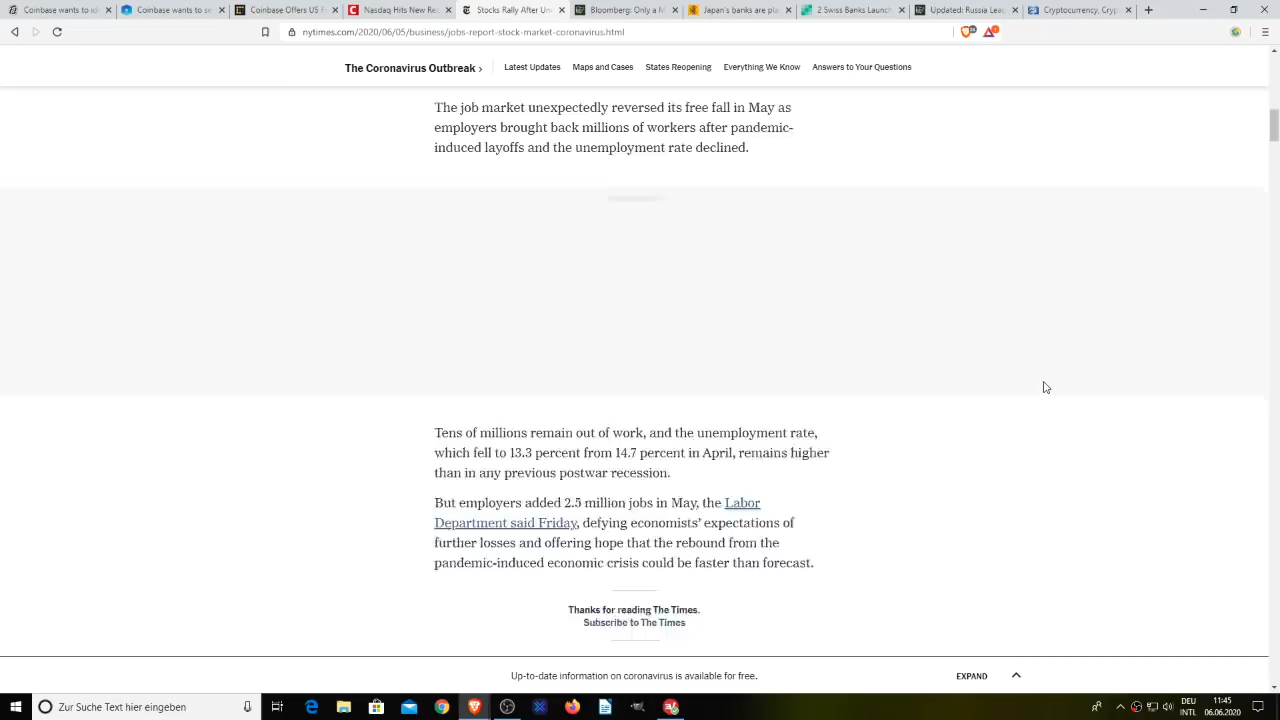 Coinbase wants to id
Coinbase wants to se
Coinbase Offers US F
Nasdaq Hits New Re
Stocks Rally After Un
Bloomberg: Only a M
Japan's banks are pla
2 Swiss Banks Launch
Updated: Russia Lea
Cryptocurrency, Cryp
nytimes.com/2020/06/05/business/jobs-report-stock-market-coronavirus.html
The Coronavirus Outbreak ›
Latest Updates
Maps and Cases
States Reopening
Everything We Know
Answers to Your Questions
The job market unexpectedly reversed its free fall in May as
employers brought back millions of workers after pandemic-
induced layoffs and the unemployment rate declined.
Tens of millions remain out of work, and the unemployment rate,
which fell to 13.3 percent from 14.7 percent in April, remains higher
than in any previous postwar recession.
But employers added 2.5 million jobs in May, the Labor
Department said Friday, defying economists' expectations of
further losses and offering hope that the rebound from the
pandemic-induced economic crisis could be faster than forecast.
Thanks for reading The Times.
Subscribe to The Times
Up-to-date information on coronavirus is available for free.
EXPAND
Zur Suche Text hier eingeben
DEU
INTL
11:45
06.06.2020